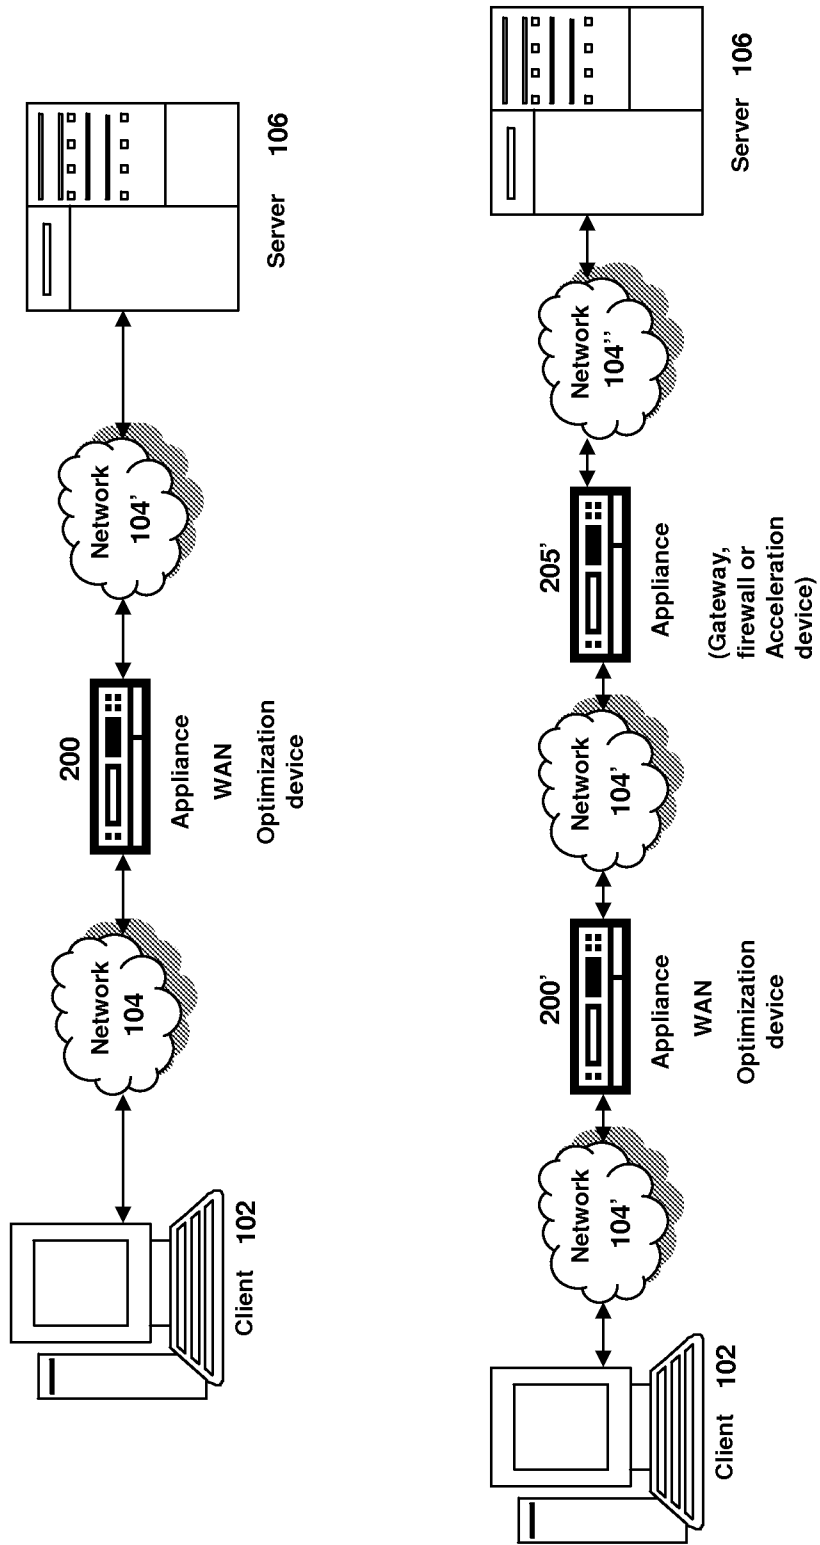 Client 102
Network
104
200
Appliance
WAN
Optimization
device
Network
104'
Server 106
Client 102
Network
104'
200'
Appliance
WAN
Optimization
device
Network
104'
205'
Appliance
(Gateway,
firewall or
Acceleration
device)
Network
104''
Server 106